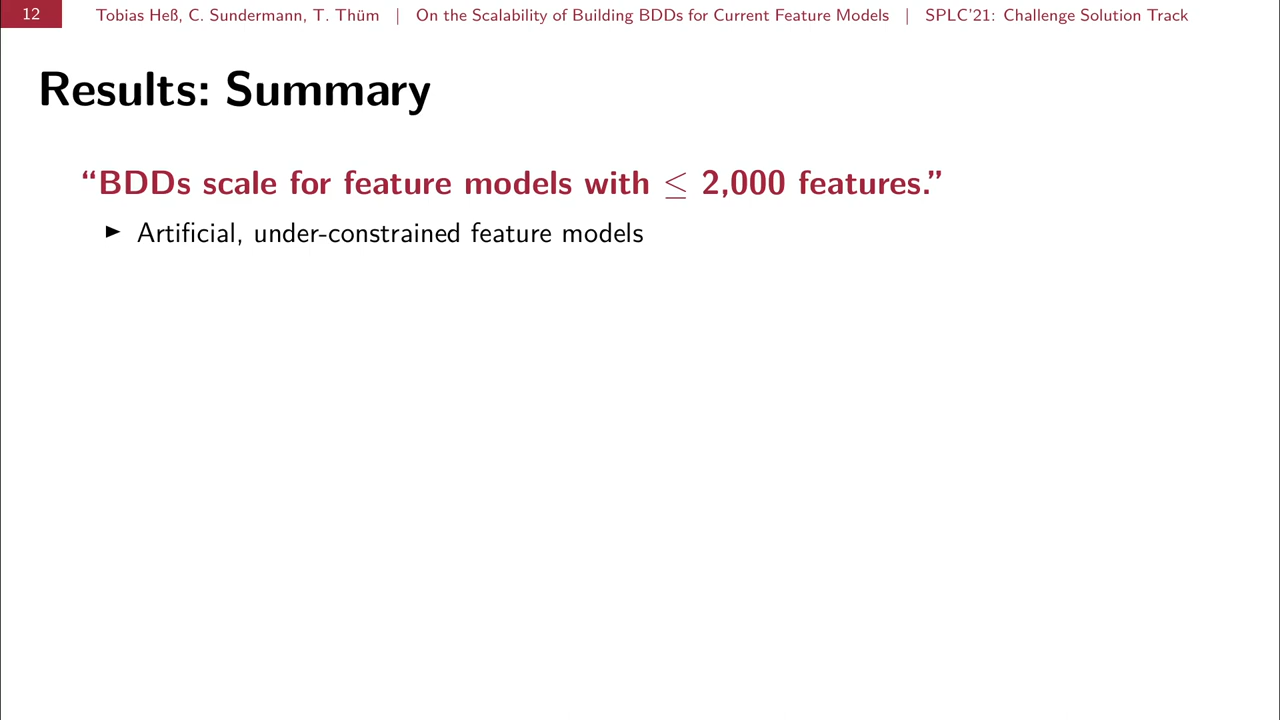 12 Tobias Heß, C. Sundermann, T. Thüm | On the Scalability of Building BDDs for Current Feature Models | SPLC'21: Challenge Solution Track
Results: Summary
“BDDs scale for feature models with ≤ 2,000 features.”
▶ Artificial, under-constrained feature models